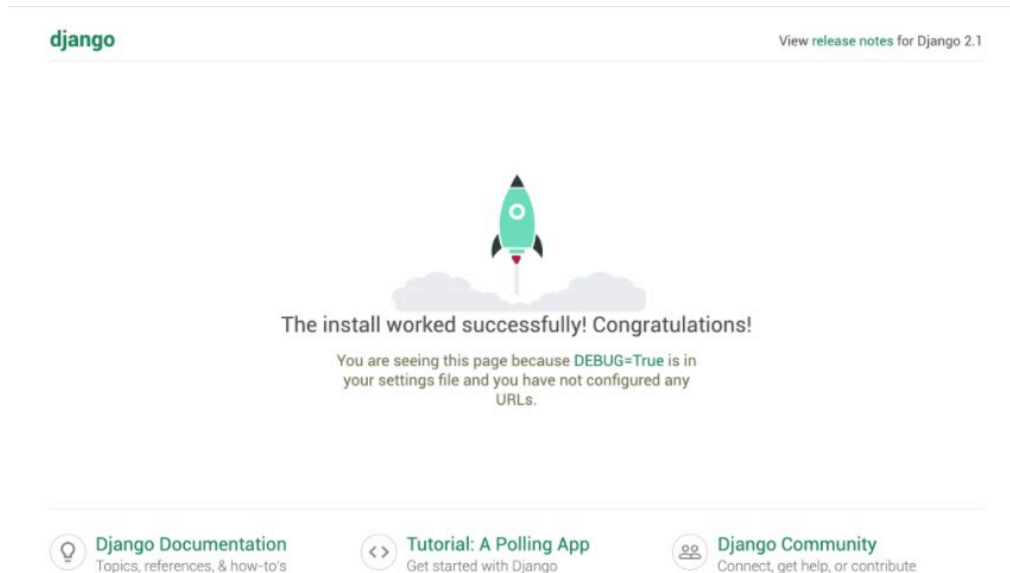 django
View release notes for Django 2.1
The install worked successfully! Congratulations!
You are seeing this page because DEBUG=True is in
your settings file and you have not configured any
URLs.
Django Documentation
Topics, references, & how-to's
Tutorial: A Polling App
Get started with Django
Django Community
Connect, get help, or contribute